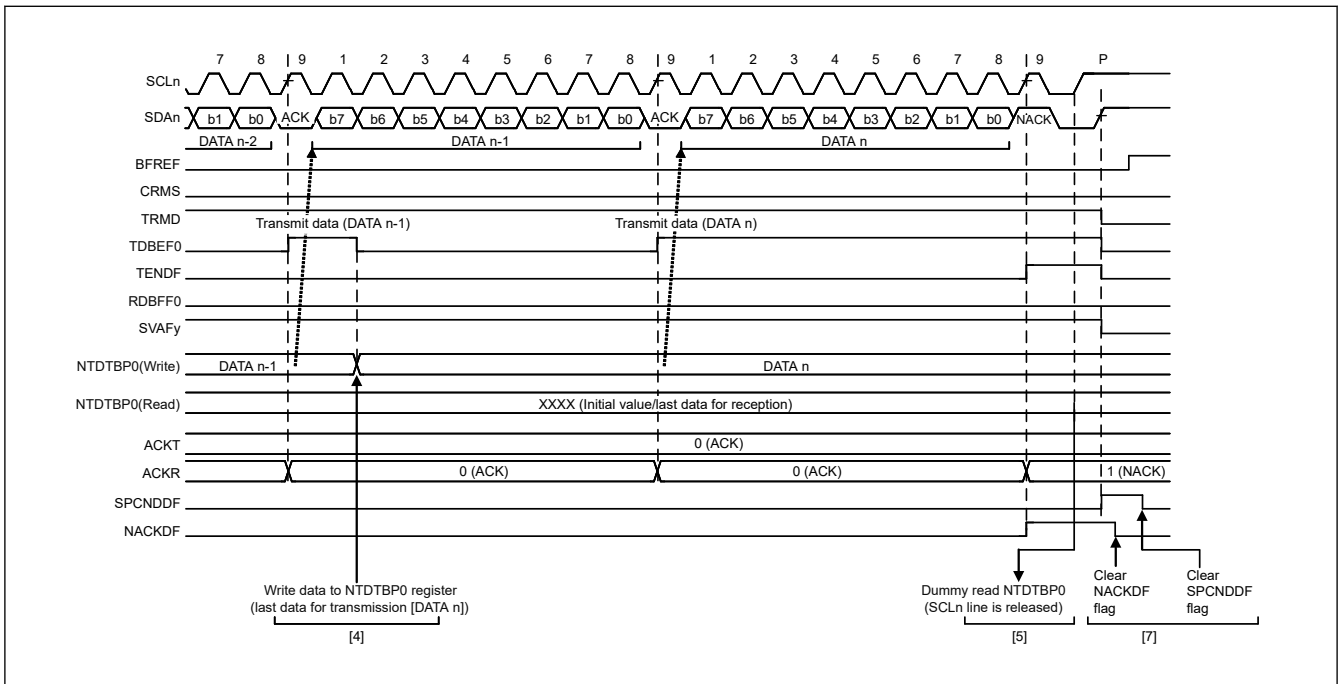 7 8 9 1 2 3 4 5 6 7 8 9 1 2 3 4 5 6 7 8 9 P
SCLn
SDAn b1 b0 ACK b7 b6 b5 b4 b3 b2 b1 b0 ACK b7 b6 b5 b4 b3 b2 b1 b0 NACK
DATA n-2 DATA n-1 DATA n
BFREF
CRMS
TRMD
Transmit data (DATA n-1) Transmit data (DATA n)
TDBEF0
TENDF
RDBFF0
SVAFy
NTDTBP0(Write) DATA n-1 DATA n
NTDTBP0(Read) XXXX (Initial value/last data for reception)
ACKT 0 (ACK)
ACKR 0 (ACK) 0 (ACK) 1 (NACK)
SPCNDDF
NACKDF
Write data to NTDTBP0 register
(last data for transmission [DATA n])
[4]
Dummy read NTDTBP0
(SCLn line is released)
[5]
Clear
NACKDF
flag
Clear
SPCNDDF
flag
[7]